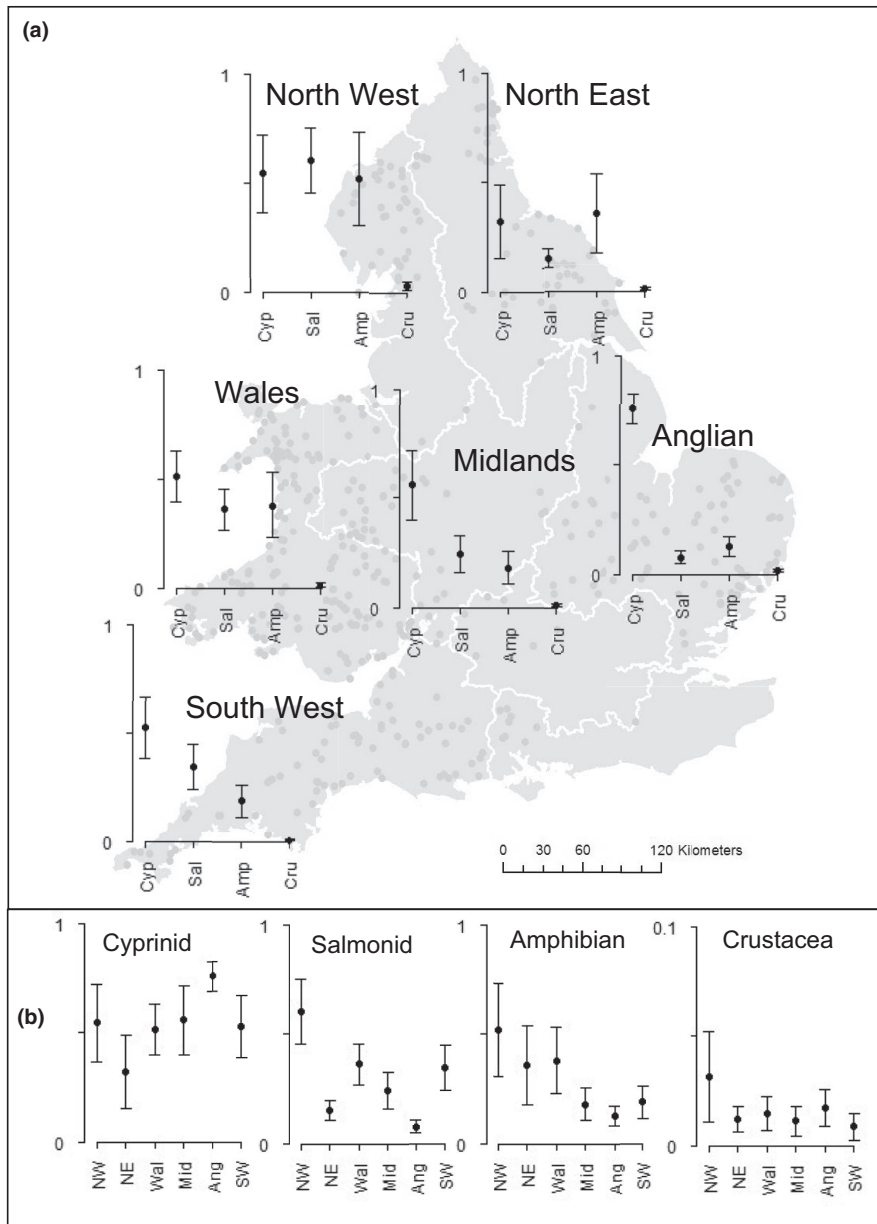 (a)
North West
1
0
Cyp Sal Amp Cru
North East
1
0
Cyp Sal Amp Cru
Wales
1
0
Cyp Sal Amp Cru
Midlands
1
0
Cyp Sal Amp Cru
Anglian
1
0
Cyp Sal Amp Cru
South West
1
0
Cyp Sal Amp Cru
0 30 60 120 Kilometers
(b)
Cyprinid
1
0
NW NE Wal Mid Ang SW
Salmonid
1
0
NW NE Wal Mid Ang SW
Amphibian
1
0
NW NE Wal Mid Ang SW
Crustacea
0.1
0
NW NE Wal Mid Ang SW